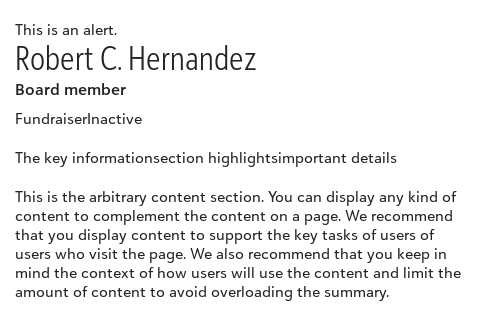 This is an alert.
Robert C. Hernandez
Board member
FundraiserInactive
The key informationsection highlightsimportant details
This is the arbitrary content section. You can display any kind of
content to complement the content on a page. We recommend
that you display content to support the key tasks of users of
users who visit the page. We also recommend that you keep in
mind the context of how users will use the content and limit the
amount of content to avoid overloading the summary.